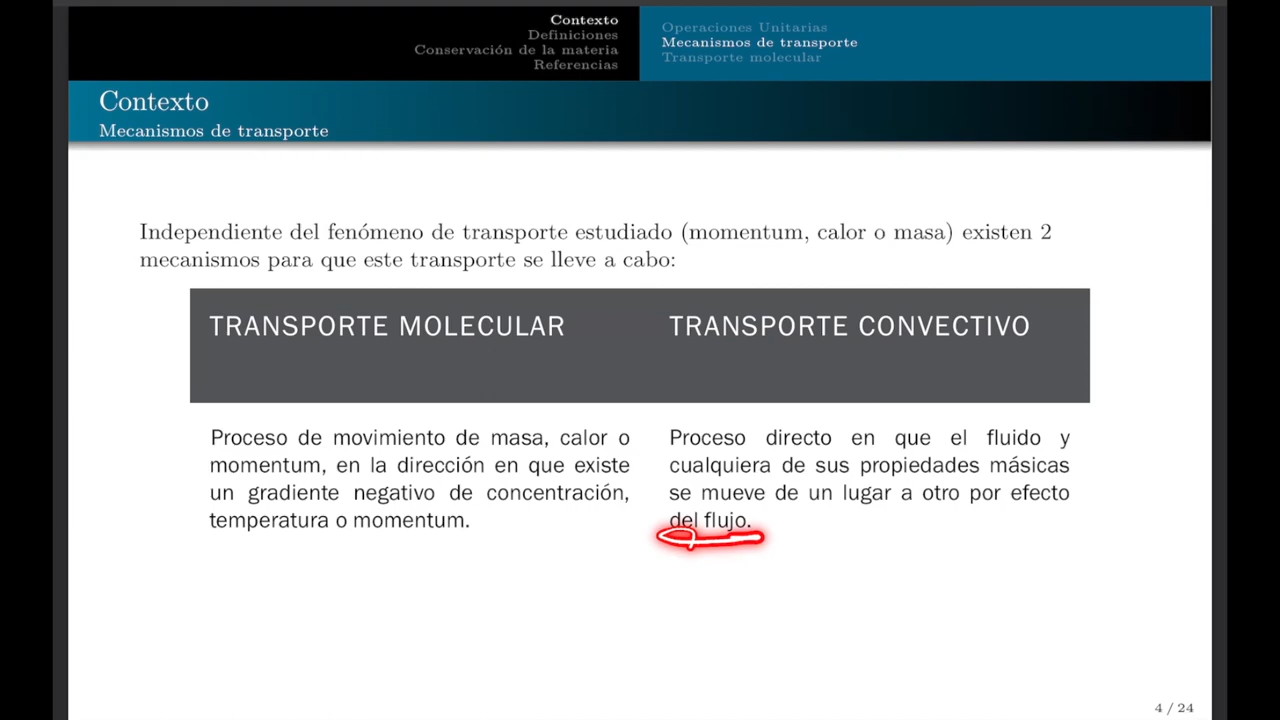 Contexto
Definiciones
Conservación de la materia
Referencias
Operaciones Unitarias
Mecanismos de transporte
Transporte molecular
Contexto
Mecanismos de transporte
Independiente del fenómeno de transporte estudiado (momentum, calor o masa) existen 2
mecanismos para que este transporte se lleve a cabo:
TRANSPORTE MOLECULAR
Proceso de movimiento de masa, calor o
momentum, en la dirección en que existe
un gradiente negativo de concentración,
temperatura o momentum.
TRANSPORTE CONVECTIVO
Proceso directo en que el fluido y
cualquiera de sus propiedades másicas
se mueve de un lugar a otro por efecto
del flujo.
4 / 24